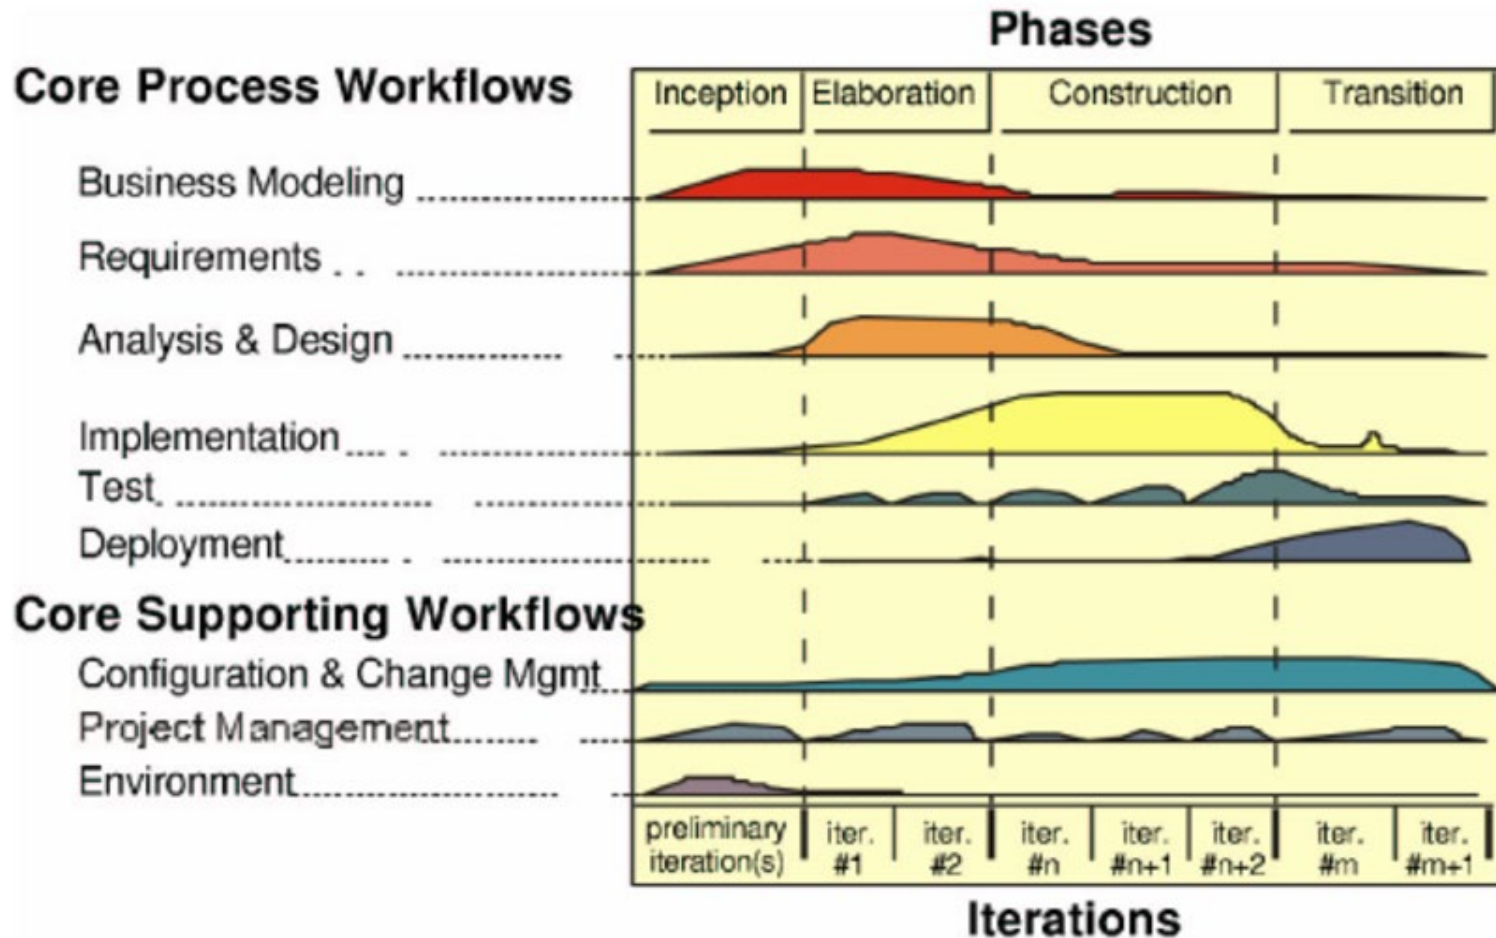 Phases
Core Process Workflows
Inception Elaboration Construction Transition
Business Modeling
Requirements
Analysis & Design
Implementation
Test
Deployment
Core Supporting Workflows
Configuration & Change Mgmt
Project Management
Environment
preliminary iter. iter. iter. iter. iter. iter. iter.
iteration(s) #1 #2 #n #n+1 #n+2 #m #m+1
Iterations